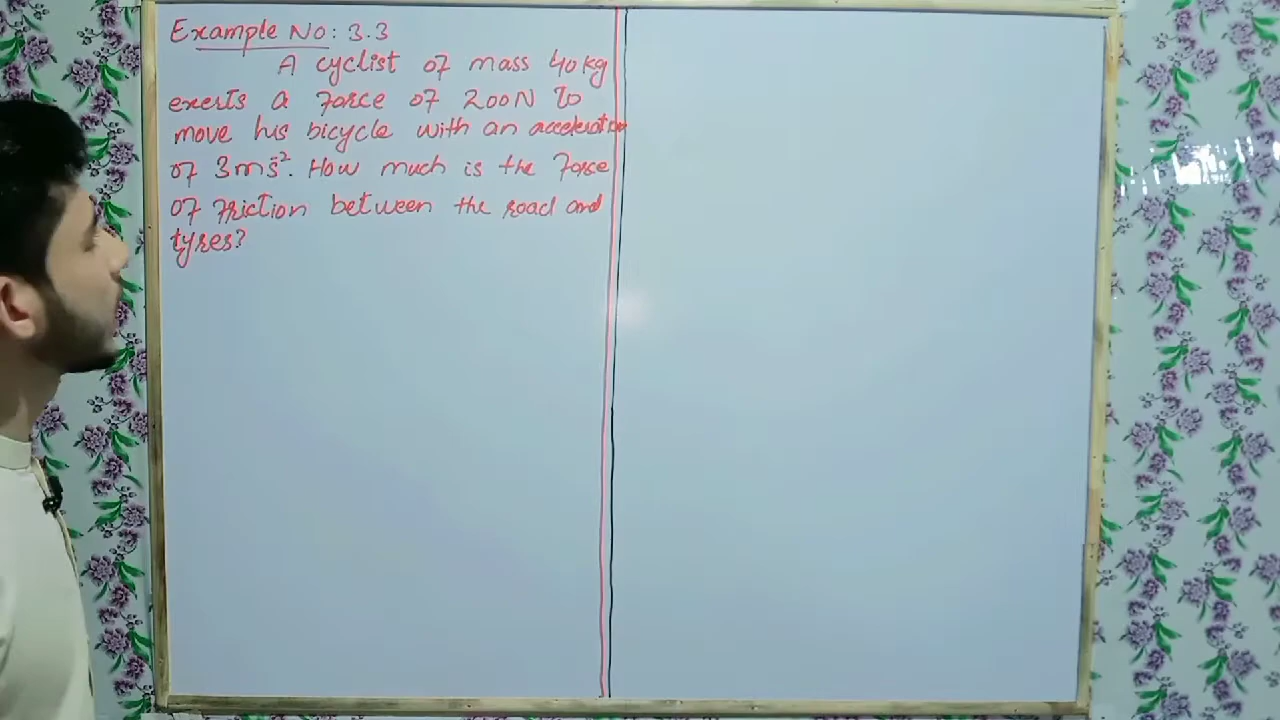 Example No: 3.3
A cyclist of mass 40kg
exerts a force of 200N to
move his bicycle with an acceleration
of 3ms⁻². How much is the force
of friction between the road and
tyres?